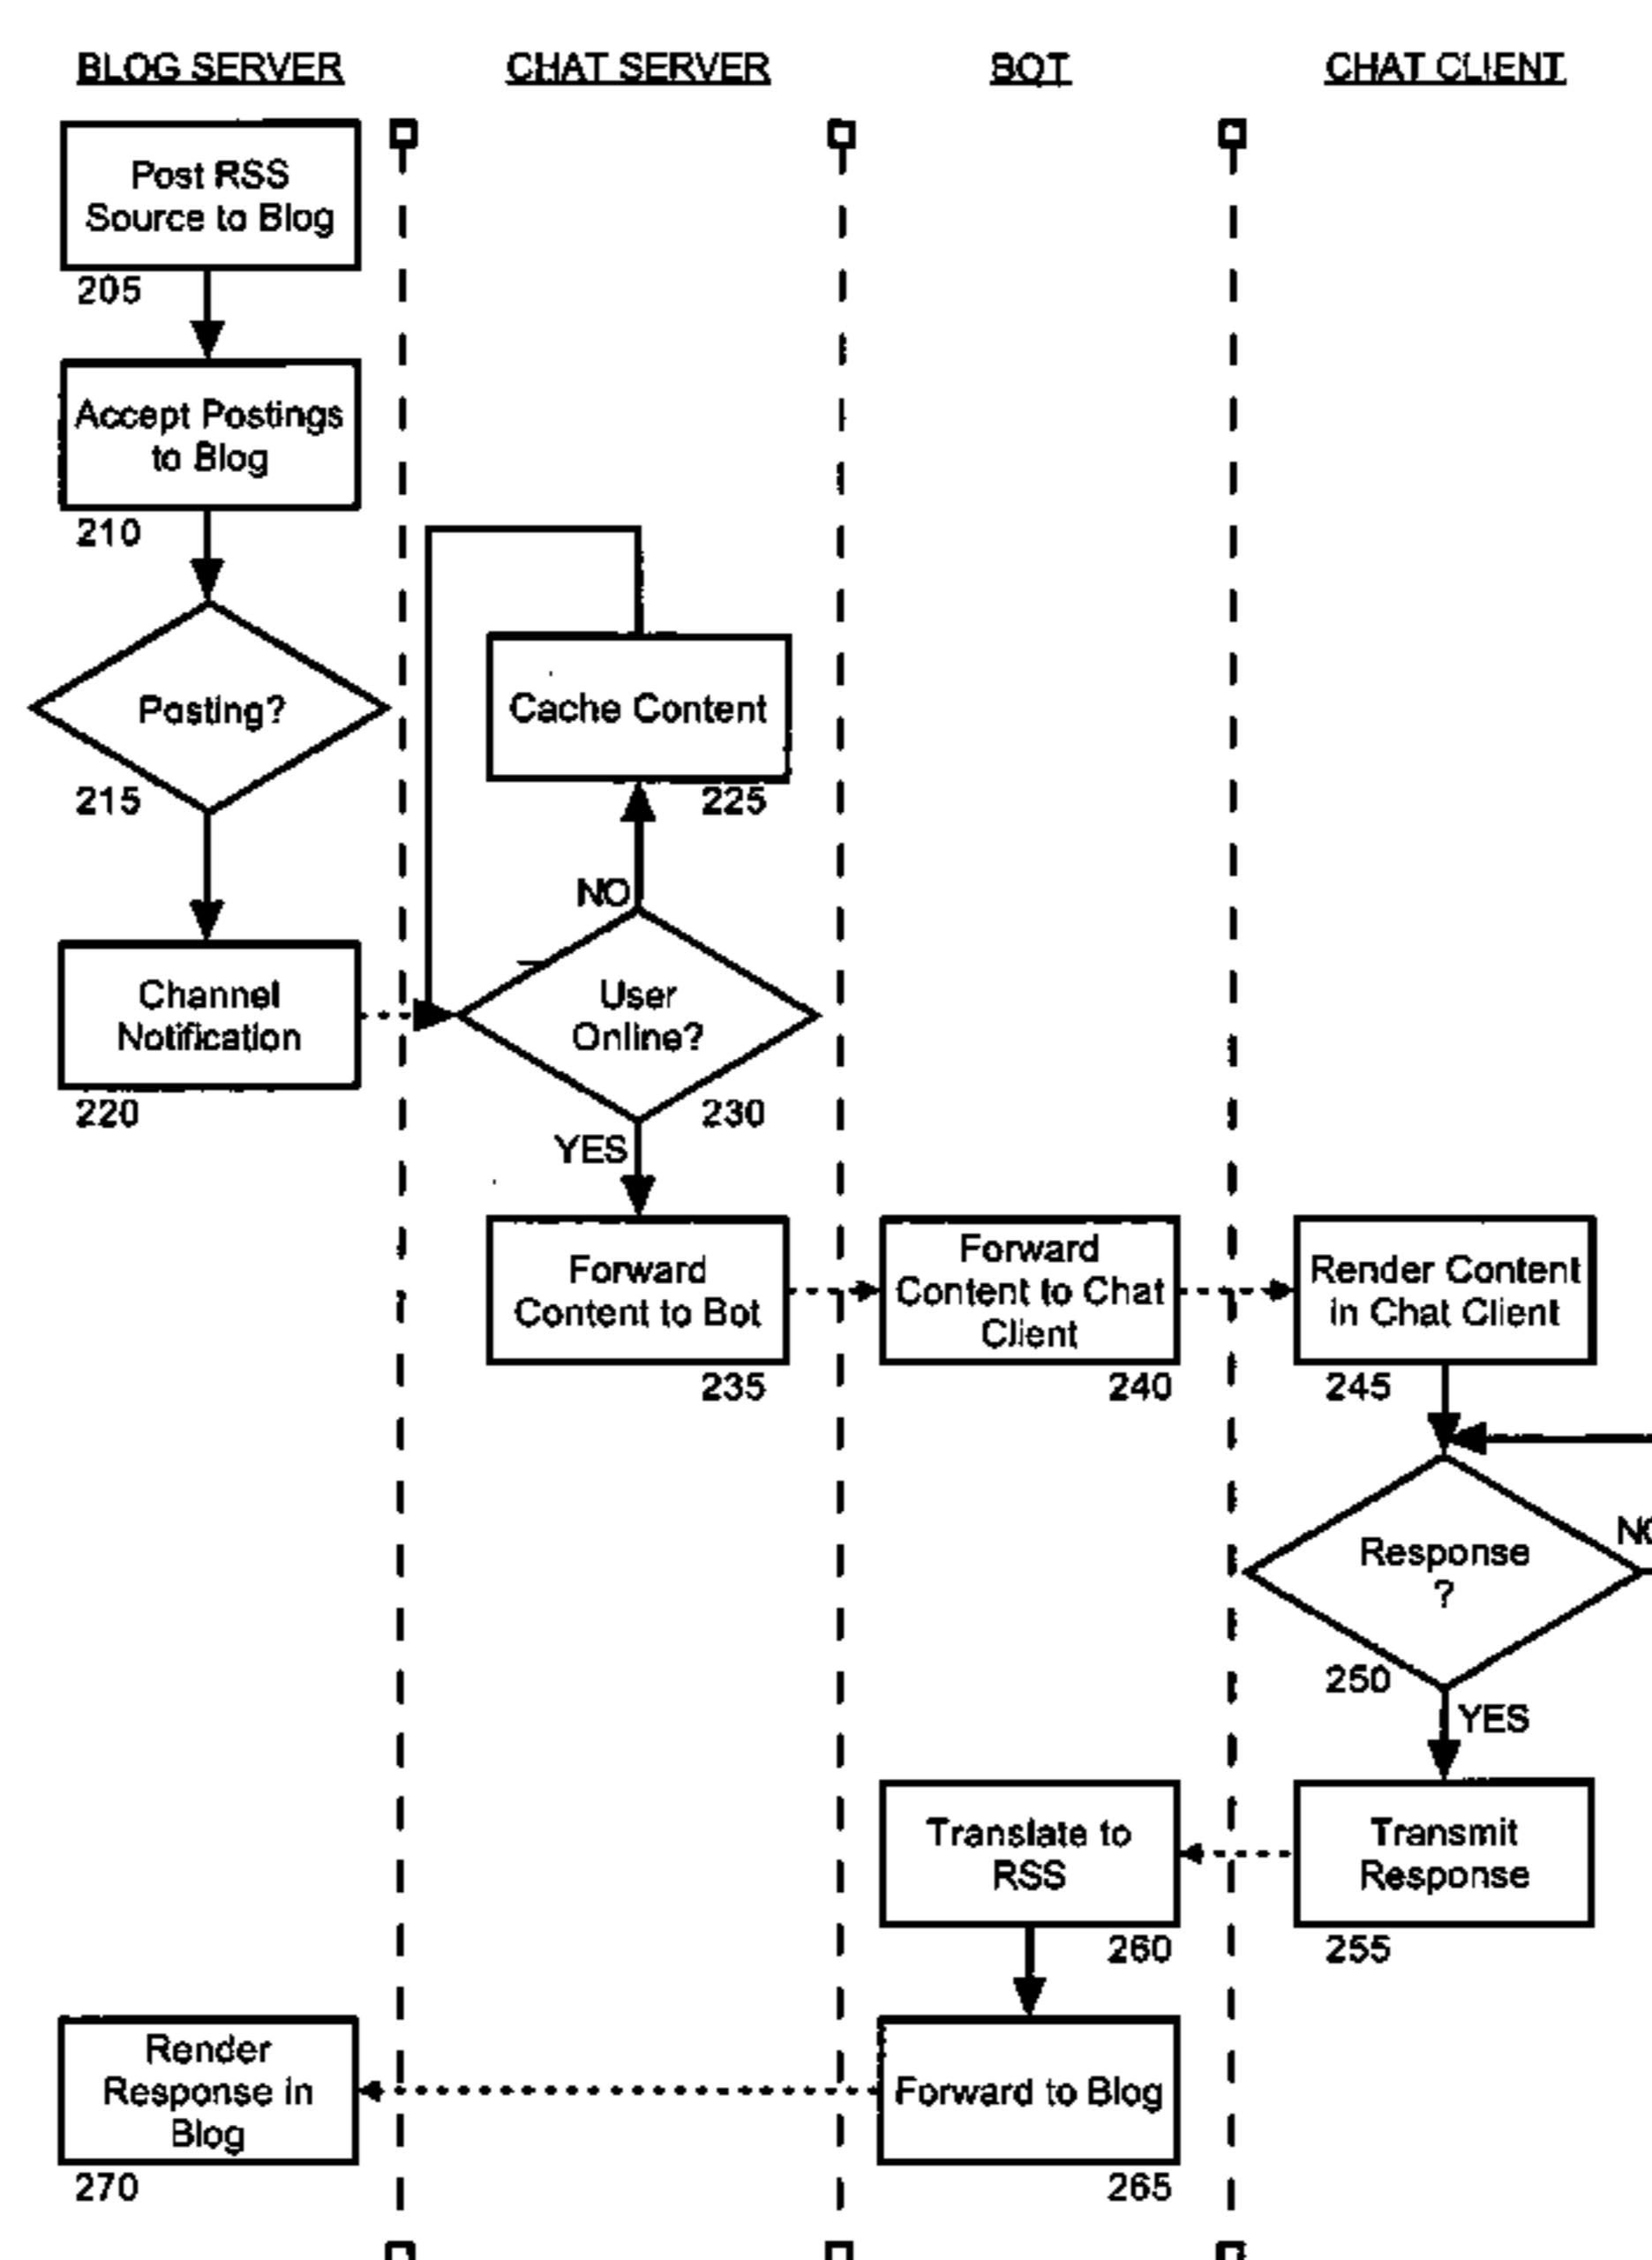 BLOG SERVER
CHAT SERVER
BOT
CHAT CLIENT
Post RSS
Source to Blog
205
Accept Postings
to Blog
210
Posting?
215
Cache Content
225
NO
Channel
Notification
220
User
Online?
230
YES
Forward
Content to Bot
235
Forward
Content to Chat
Client
240
Render Content
in Chat Client
245
Response
?
250
NO
YES
Transmit
Response
255
Translate to
RSS
260
Forward to Blog
265
Render
Response in
Blog
270